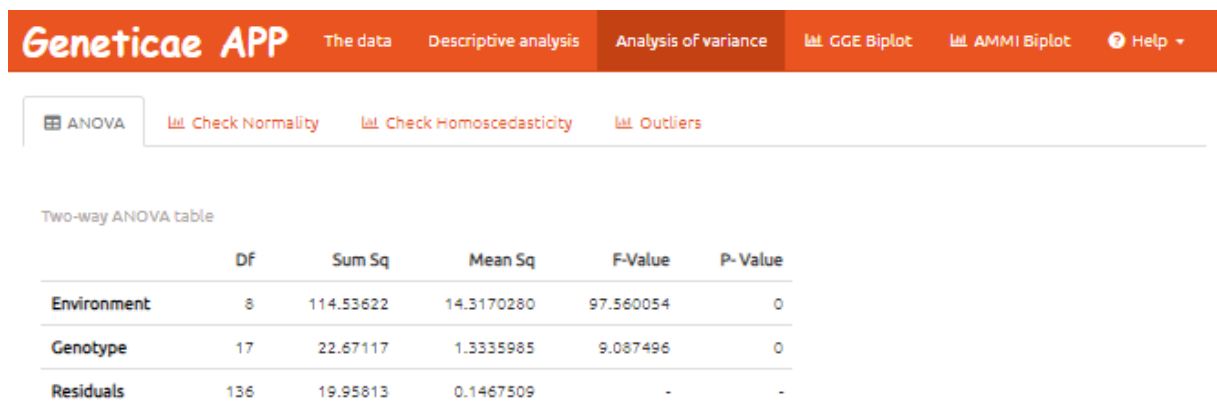 Geneticae APP The data Descriptive analysis Analysis of variance GGE Biplot AMMI Biplot Help
ANOVA Check Normality Check Homoscedasticity Outliers
Two-way ANOVA table
Df Sum Sq Mean Sq F-Value P- Value
Environment 8 114.53622 14.3170280 97.560054 0
Genotype 17 22.67117 1.3335985 9.087496 0
Residuals 136 19.95813 0.1467509 - -